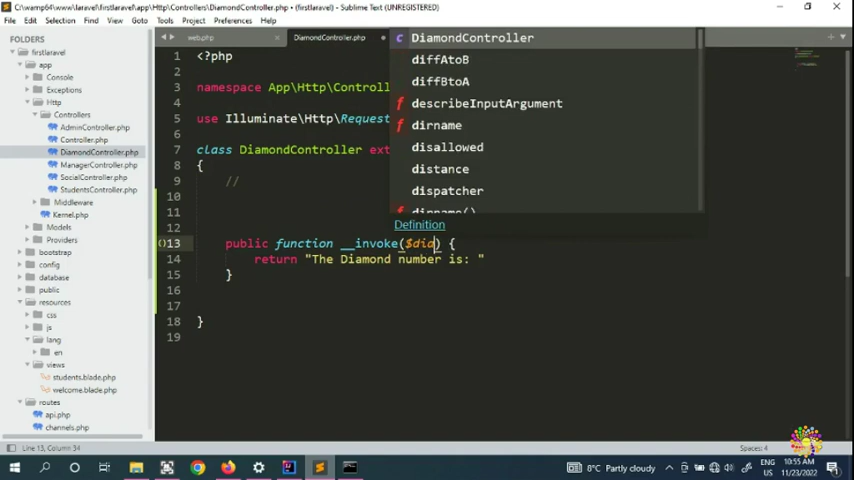 C:\wamp64\www\laravel\firstlaravel\app\Http\Controllers\DiamondController.php • (firstlaravel) - Sublime Text (UNREGISTERED)
File Edit Selection Find View Goto Tools Project Preferences Help
FOLDERS
firstlaravel
app
Console
Exceptions
Http
Controllers
AdminController.php
Controller.php
DiamondController.php
ManagerController.php
SocialController.php
StudentsController.php
Middleware
Kernel.php
Models
Providers
bootstrap
config
database
public
resources
css
js
lang
en
views
students.blade.php
welcome.blade.php
routes
api.php
channels.php
web.php
DiamondController.php
1 <?php
2
3 namespace App\Http\Controll
4
5 use Illuminate\Http\Request
6
7 class DiamondController ext
8 {
9 //
10
11
12
13 public function __invoke($dia) {
14 return "The Diamond number is: "
15 }
16
17
18 }
19
c DiamondController
diffAtoB
diffBtoA
f describeInputArgument
f dirname
disallowed
distance
dispatcher
f dirname()
Definition
Line 13, Column 34
Spaces: 4
8°C Partly cloudy
ENG
US
10:55 AM
11/23/2022